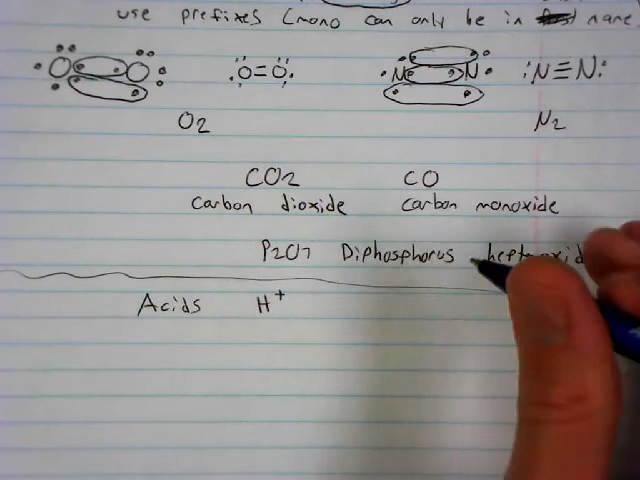 use prefixes (mono can only be in name
O O O=O N N :N≡N:
O2 N2
CO2 CO
Carbon dioxide carbon monoxide
P2O7 Diphosphorus
Acids H+